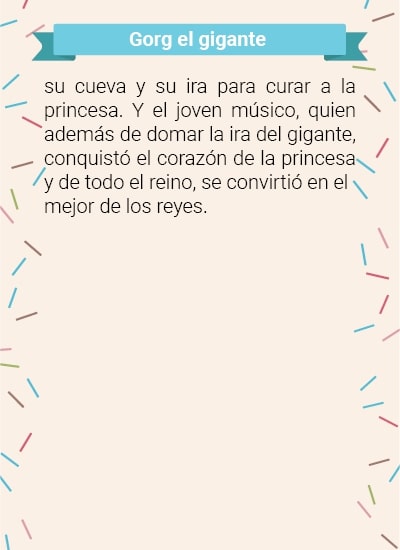 Gorg el gigante
su cueva y su ira para curar a la
princesa. Y el joven músico, quien
además de domar la ira del gigante,
conquistó el corazón de la princesa
y de todo el reino, se convirtió en el
mejor de los reyes.